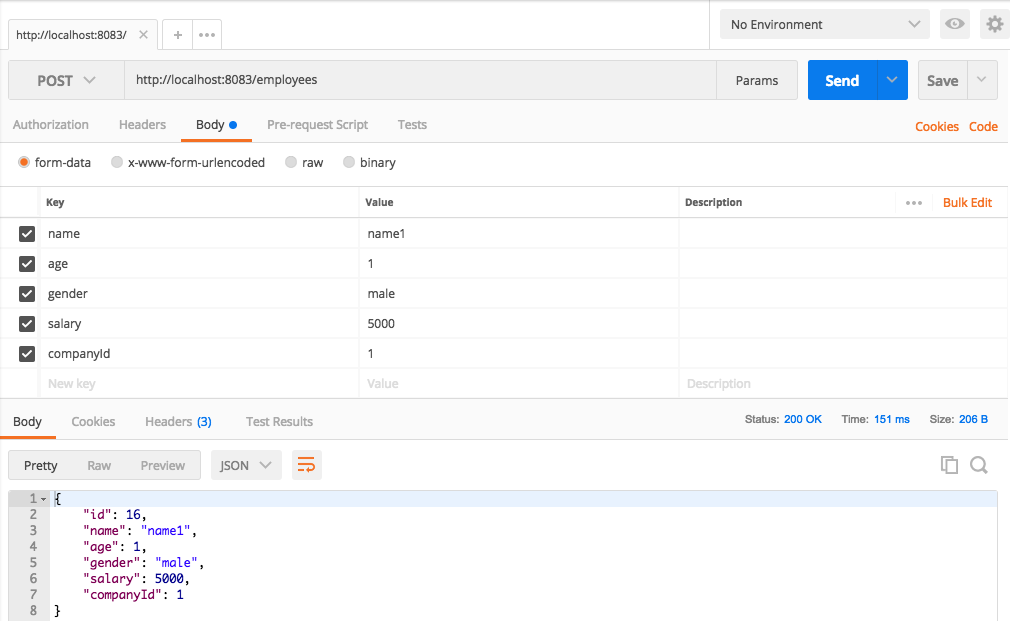 http://localhost:8083/
No Environment
POST http://localhost:8083/employees Params Send Save
Authorization Headers Body Pre-request Script Tests Cookies Code
form-data x-www-form-urlencoded raw binary
Key Value Description Bulk Edit
name name1
age 1
gender male
salary 5000
companyId 1
New key Value Description
Body Cookies Headers (3) Test Results Status: 200 OK Time: 151 ms Size: 206 B
Pretty Raw Preview JSON
1 {
2 "id": 16,
3 "name": "name1",
4 "age": 1,
5 "gender": "male",
6 "salary": 5000,
7 "companyId": 1
8 }